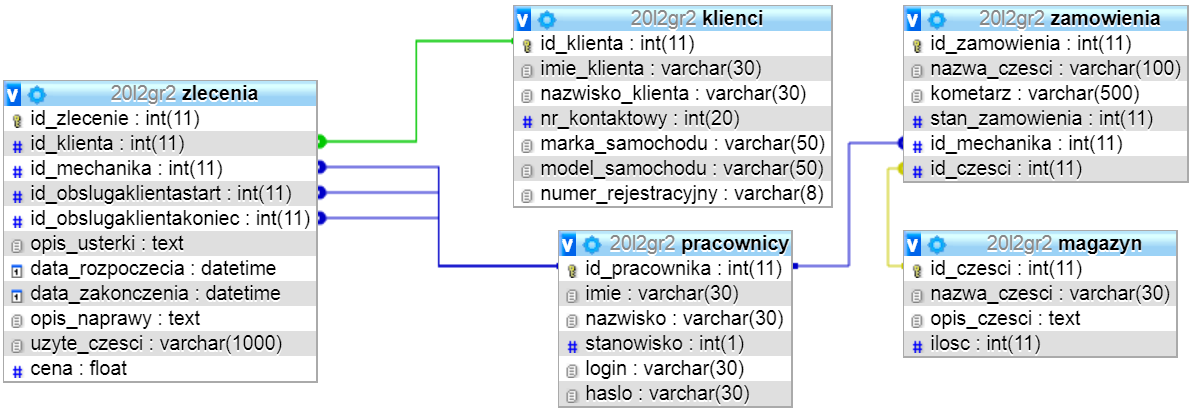 20l2gr2 zlecenia
id_zlecenie : int(11)
id_klienta : int(11)
id_mechanika : int(11)
id_obslugaklientastart : int(11)
id_obslugaklientakoniec : int(11)
opis_usterki : text
data_rozpoczecia : datetime
data_zakonczenia : datetime
opis_naprawy : text
uzyte_czesci : varchar(1000)
cena : float
20l2gr2 klienci
id_klienta : int(11)
imie_klienta : varchar(30)
nazwisko_klienta : varchar(30)
nr_kontaktowy : int(20)
marka_samochodu : varchar(50)
model_samochodu : varchar(50)
numer_rejestracyjny : varchar(8)
20l2gr2 pracownicy
id_pracownika : int(11)
imie : varchar(30)
nazwisko : varchar(30)
stanowisko : int(1)
login : varchar(30)
haslo : varchar(30)
20l2gr2 zamowienia
id_zamowienia : int(11)
nazwa_czesci : varchar(100)
kometarz : varchar(500)
stan_zamowienia : int(11)
id_mechanika : int(11)
id_czesci : int(11)
20l2gr2 magazyn
id_czesci : int(11)
nazwa_czesci : varchar(30)
opis_czesci : text
ilosc : int(11)